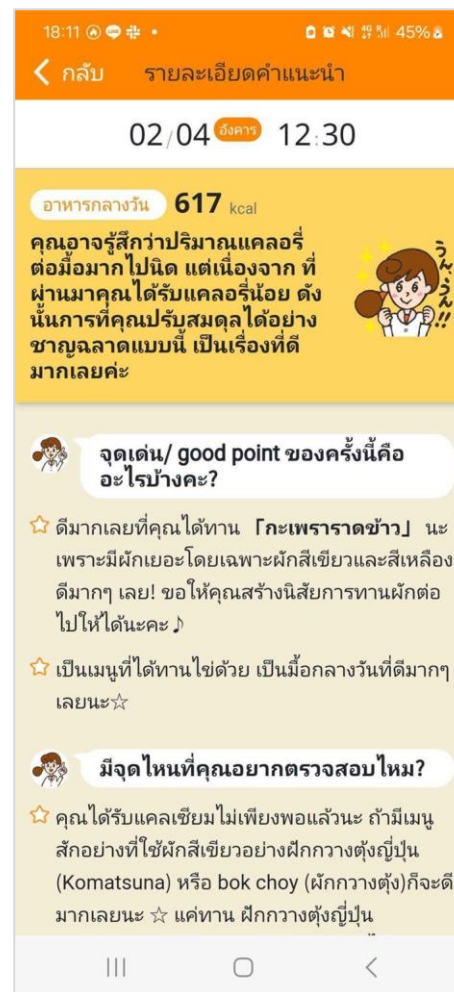 18:11
45%
กลับ
รายละเอียดคำแนะนำ
02/04 อังคาร 12:30
อาหารกลางวัน 617 kcal
คุณอาจรู้สึกว่าปริมาณแคลอรี่
ต่อมื้อมากไปนิด แต่เนื่องจาก ที่
ผ่านมาคุณได้รับแคลอรี่น้อย ดัง
นั้นการที่คุณปรับสมดุลได้อย่าง
ชาญฉลาดแบบนี้ เป็นเรื่องที่ดี
มากเลยค่ะ
うん、うん!!
จุดเด่น/ good point ของครั้งนี้คือ
อะไรบ้างคะ?
☆ ดีมากเลยที่คุณได้ทาน「กะเพราราดข้าว」นะ
เพราะมีผักเยอะโดยเฉพาะผักสีเขียวและสีเหลือง
ดีมากๆ เลย! ขอให้คุณสร้างนิสัยการทานผักต่อ
ไปให้ได้นะคะ♪
☆ เป็นเมนูที่ได้ทานไข่ด้วย เป็นมื้อกลางวันที่ดีมากๆ
เลยนะ☆
มีจุดไหนที่คุณอยากตรวจสอบไหม?
☆ คุณได้รับแคลเซียมไม่เพียงพอแล้วนะ ถ้ามีเมนู
สักอย่างที่ใช้ผักสีเขียวอย่างฝักกวางตุ้งญี่ปุ่น
(Komatsuna) หรือ bok choy (ผักกวางตุ้ง)ก็จะดี
มากเลยนะ ☆ แค่ทาน ฝักกวางตุ้งญี่ปุ่น